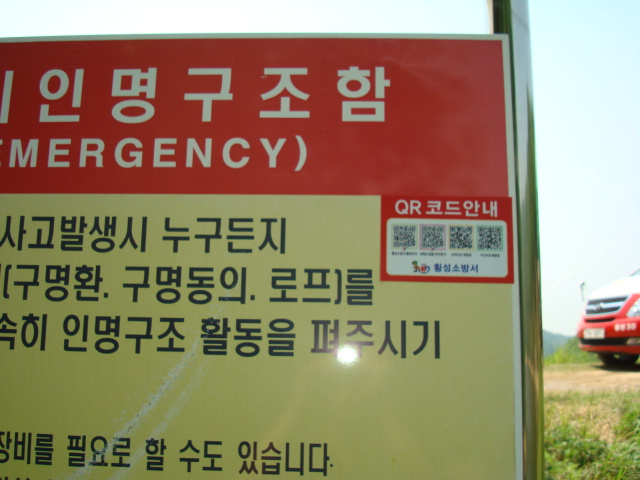 인명구조함
EMERGENCY)
QR 코드안내
횡성소방서
사고발생시 누구든지
(구명환. 구명동의. 로프)를
속히 인명구조 활동을 펴주시기
장비를 필요로 할 수도 있습니다.